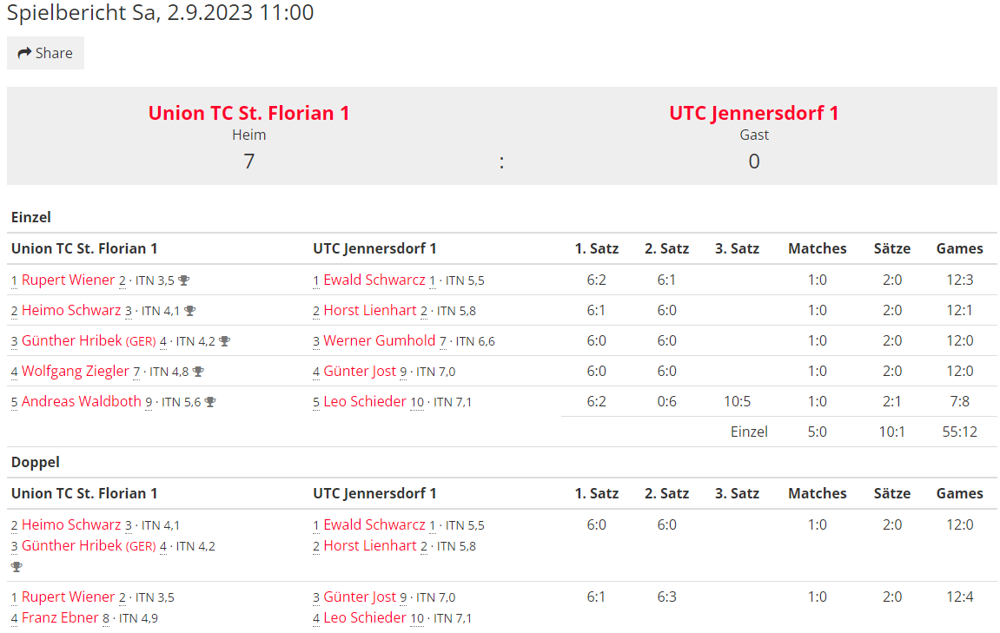 Spielbericht Sa, 2.9.2023 11:00
Share
Union TC St. Florian 1 UTC Jennersdorf 1
Heim Gast
7 : 0
Einzel
Union TC St. Florian 1 UTC Jennersdorf 1 1. Satz 2. Satz 3. Satz Matches Sätze Games
1 Rupert Wiener 2 · ITN 3,5 1 Ewald Schwarcz 1 · ITN 5,5 6:2 6:1 1:0 2:0 12:3
2 Heimo Schwarz 3 · ITN 4,1 2 Horst Lienhart 2 · ITN 5,8 6:1 6:0 1:0 2:0 12:1
3 Günther Hribek (GER) 4 · ITN 4,2 3 Werner Gumhold 7 · ITN 6,6 6:0 6:0 1:0 2:0 12:0
4 Wolfgang Ziegler 7 · ITN 4,8 4 Günter Jost 9 · ITN 7,0 6:0 6:0 1:0 2:0 12:0
5 Andreas Waldboth 9 · ITN 5,6 5 Leo Schieder 10 · ITN 7,1 6:2 0:6 10:5 1:0 2:1 7:8
Einzel 5:0 10:1 55:12
Doppel
Union TC St. Florian 1 UTC Jennersdorf 1 1. Satz 2. Satz 3. Satz Matches Sätze Games
2 Heimo Schwarz 3 · ITN 4,1 1 Ewald Schwarcz 1 · ITN 5,5 6:0 6:0 1:0 2:0 12:0
3 Günther Hribek (GER) 4 · ITN 4,2 2 Horst Lienhart 2 · ITN 5,8
1 Rupert Wiener 2 · ITN 3,5 3 Günter Jost 9 · ITN 7,0 6:1 6:3 1:0 2:0 12:4
4 Franz Ebner 8 · ITN 4,9 4 Leo Schieder 10 · ITN 7,1